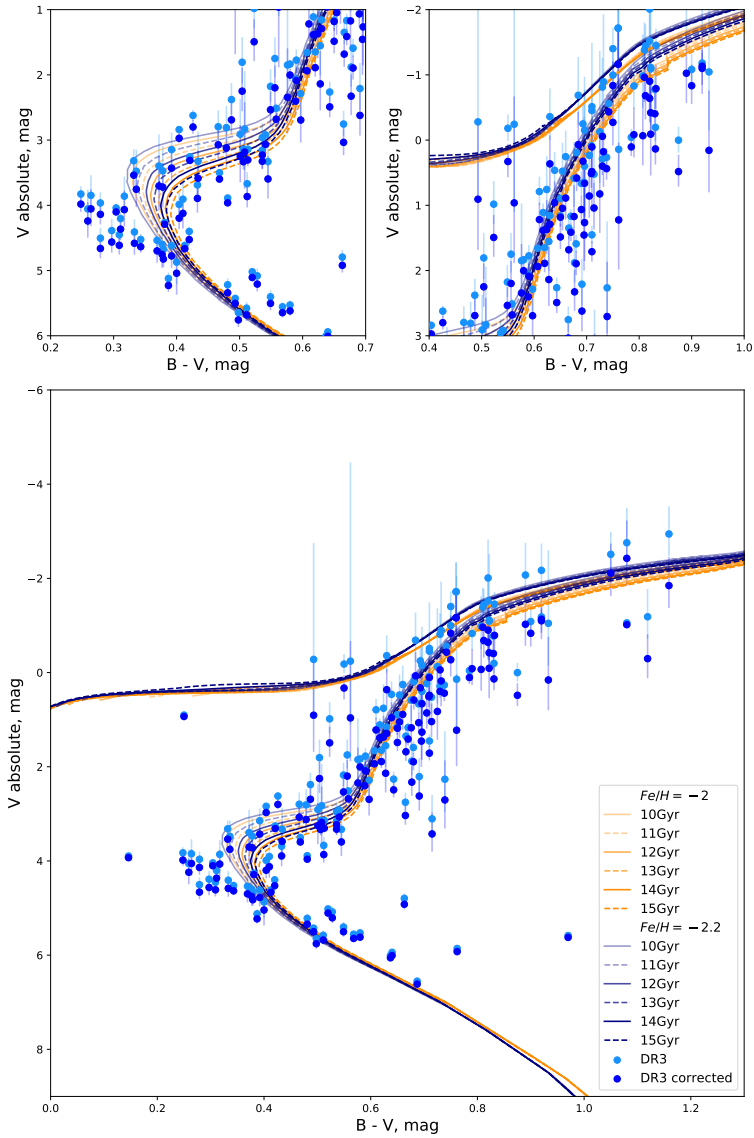 1
2
3
4
5
6
0.2 0.3 0.4 0.5 0.6 0.7
B - V, mag
V absolute, mag
−2
−1
0
1
2
3
0.4 0.5 0.6 0.7 0.8 0.9 1.0
B - V, mag
V absolute, mag
−6
−4
−2
0
2
4
6
8
0.0 0.2 0.4 0.6 0.8 1.0 1.2
B - V, mag
V absolute, mag
Fe/H = −2
10Gyr
11Gyr
12Gyr
13Gyr
14Gyr
15Gyr
Fe/H = −2.2
10Gyr
11Gyr
12Gyr
13Gyr
14Gyr
15Gyr
DR3
DR3 corrected